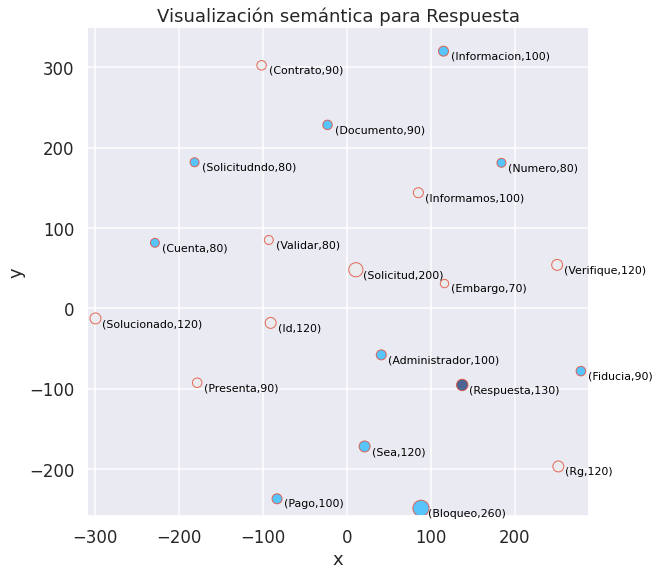 Visualización semántica para Respuesta
(Informacion,100)
(Contrato,90)
300
(Documento,90)
(Solicitudndo,80)
(Numero,80)
200
(Informamos,100)
100
(Cuenta,80)
(Validar,80)
(Solicitud,200)
(Verifique,120)
(Embargo,70)
y
0
(Solucionado,120)
(Id,120)
(Administrador,100)
(Fiducia,90)
−100
(Presenta,90)
(Respuesta,130)
(Sea,120)
−200
(Rg,120)
(Pago,100)
(Bloqueo,260)
−300 −200 −100 0 100 200
x